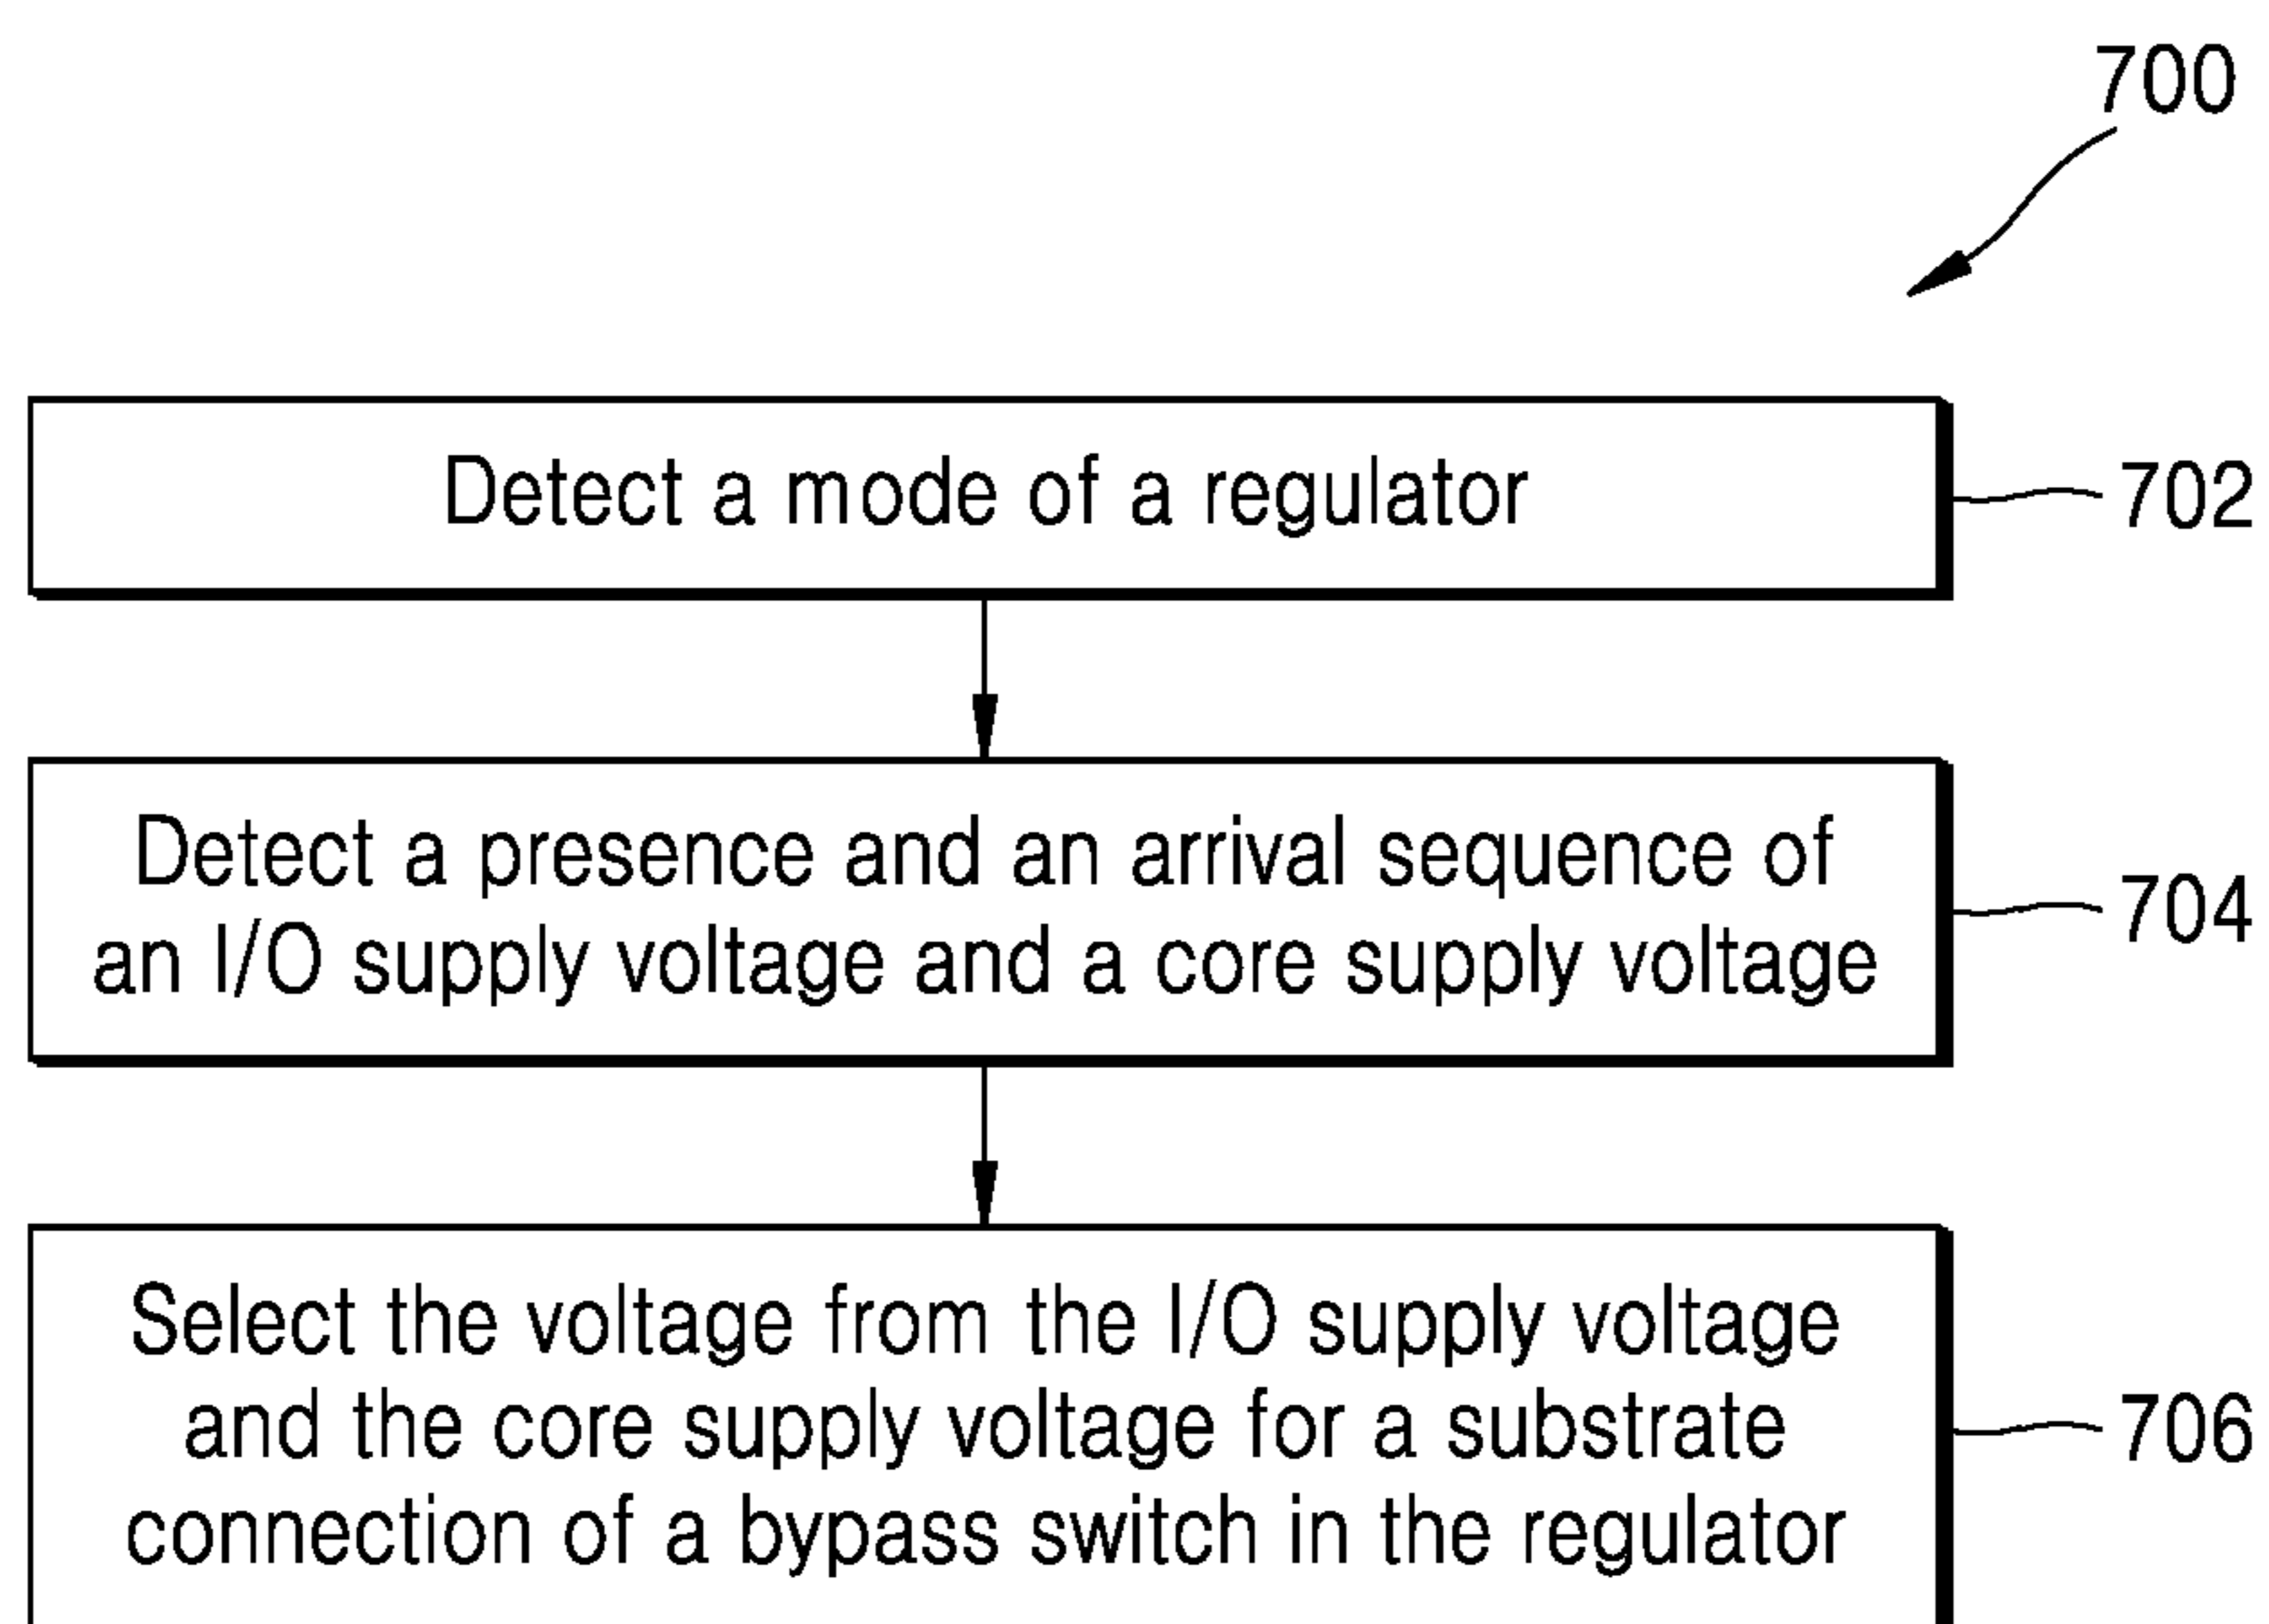 700
Detect a mode of a regulator
702
Detect a presence and an arrival sequence of
an I/O supply voltage and a core supply voltage
704
Select the voltage from the I/O supply voltage
and the core supply voltage for a substrate
connection of a bypass switch in the regulator
706